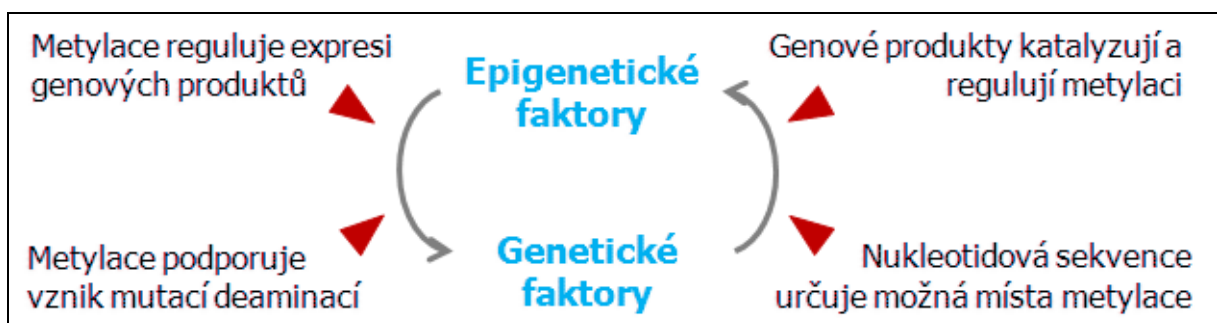 Metylace reguluje expresi
genových produktů
Epigenetické
faktory
Genové produkty katalyzují a
regulují metylaci
Metylace podporuje
vznik mutací deaminací
Genetické
faktory
Nukleotidová sekvence
určuje možná místa metylace